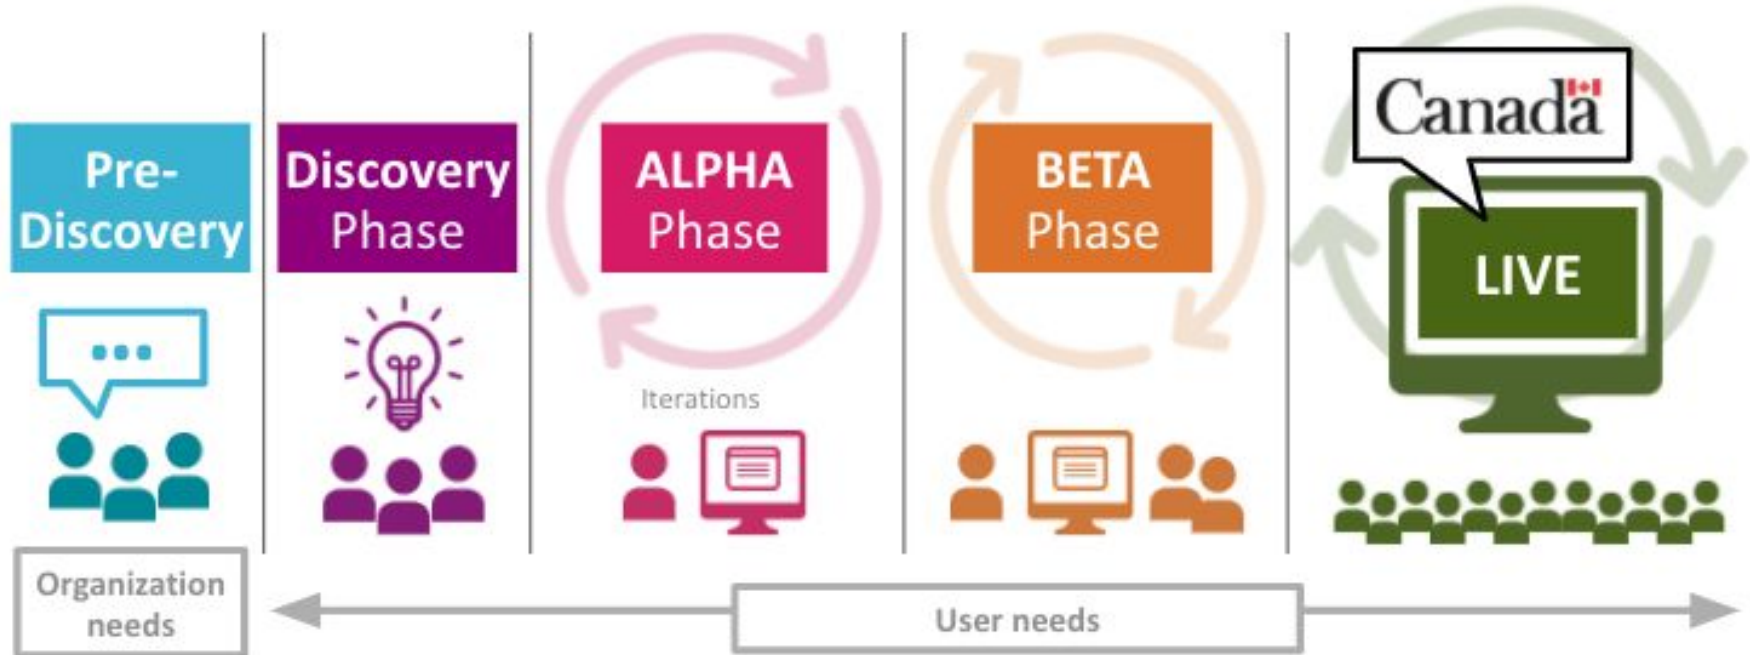 Pre-
Discovery
Discovery
Phase
ALPHA
Phase
BETA
Phase
Canada
LIVE
Iterations
Organization
needs
User needs